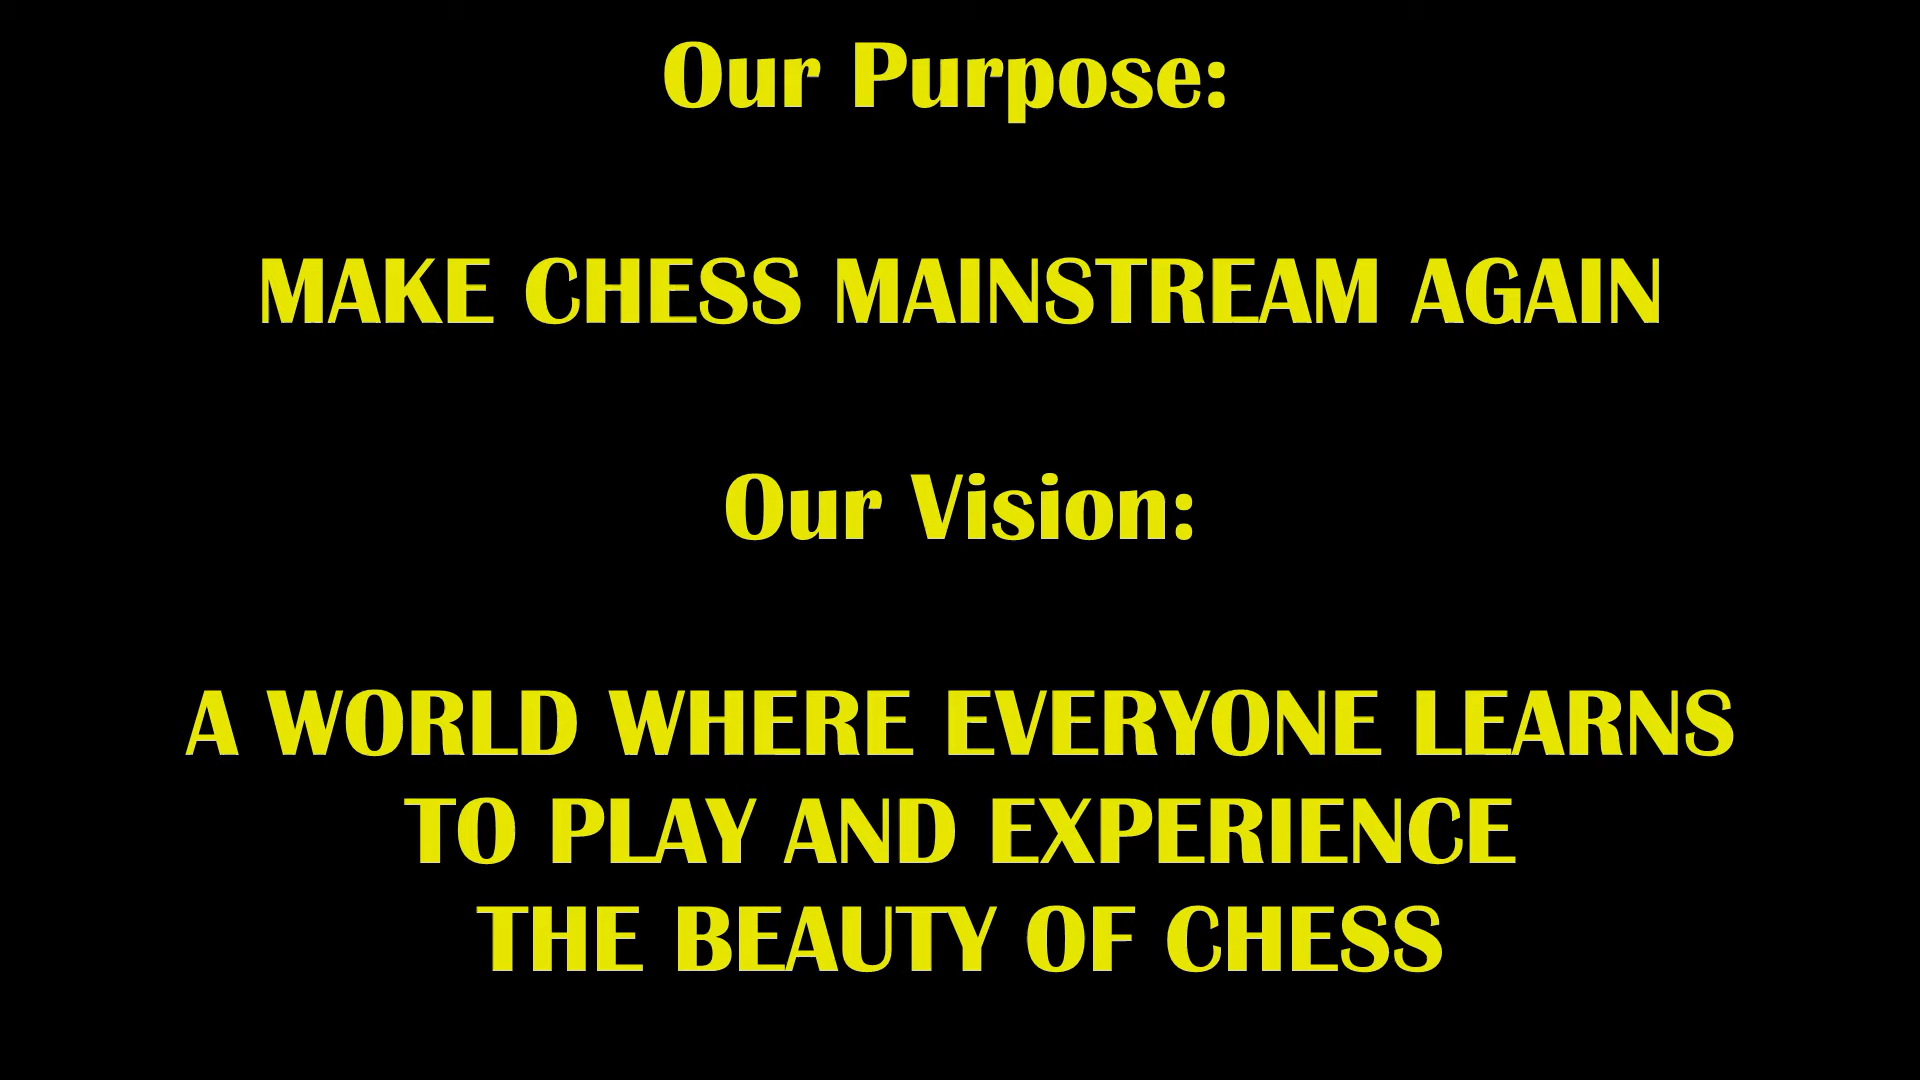 Our Purpose:
MAKE CHESS MAINSTREAM AGAIN
Our Vision:
A WORLD WHERE EVERYONE LEARNS
TO PLAY AND EXPERIENCE
THE BEAUTY OF CHESS